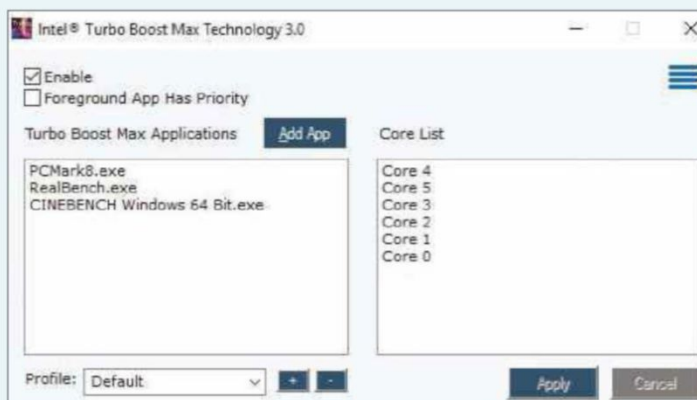 Intel® Turbo Boost Max Technology 3.0
Enable
Foreground App Has Priority
Turbo Boost Max Applications
Add App
Core List
PCMark8.exe
RealBench.exe
CINEBENCH Windows 64 Bit.exe
Core 4
Core 5
Core 3
Core 2
Core 1
Core 0
Profile:
Default
+
-
Apply
Cancel